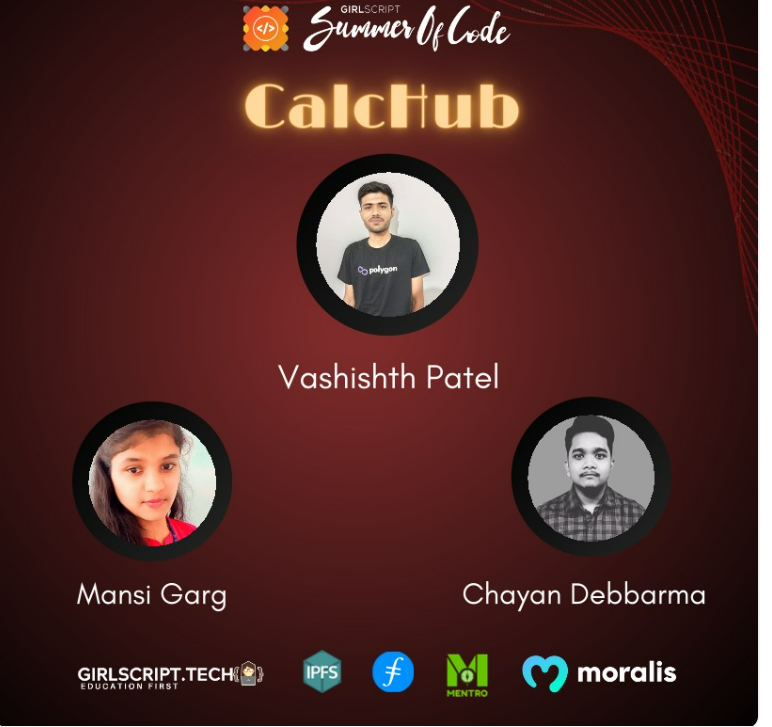 GIRLSCRIPT
Summer Of Code
</>
CalcHub
polygon
Vashishth Patel
Mansi Garg
Chayan Debbarma
GIRLSCRIPT.TECH
EDUCATION FIRST
IPFS
MENTRO
moralis